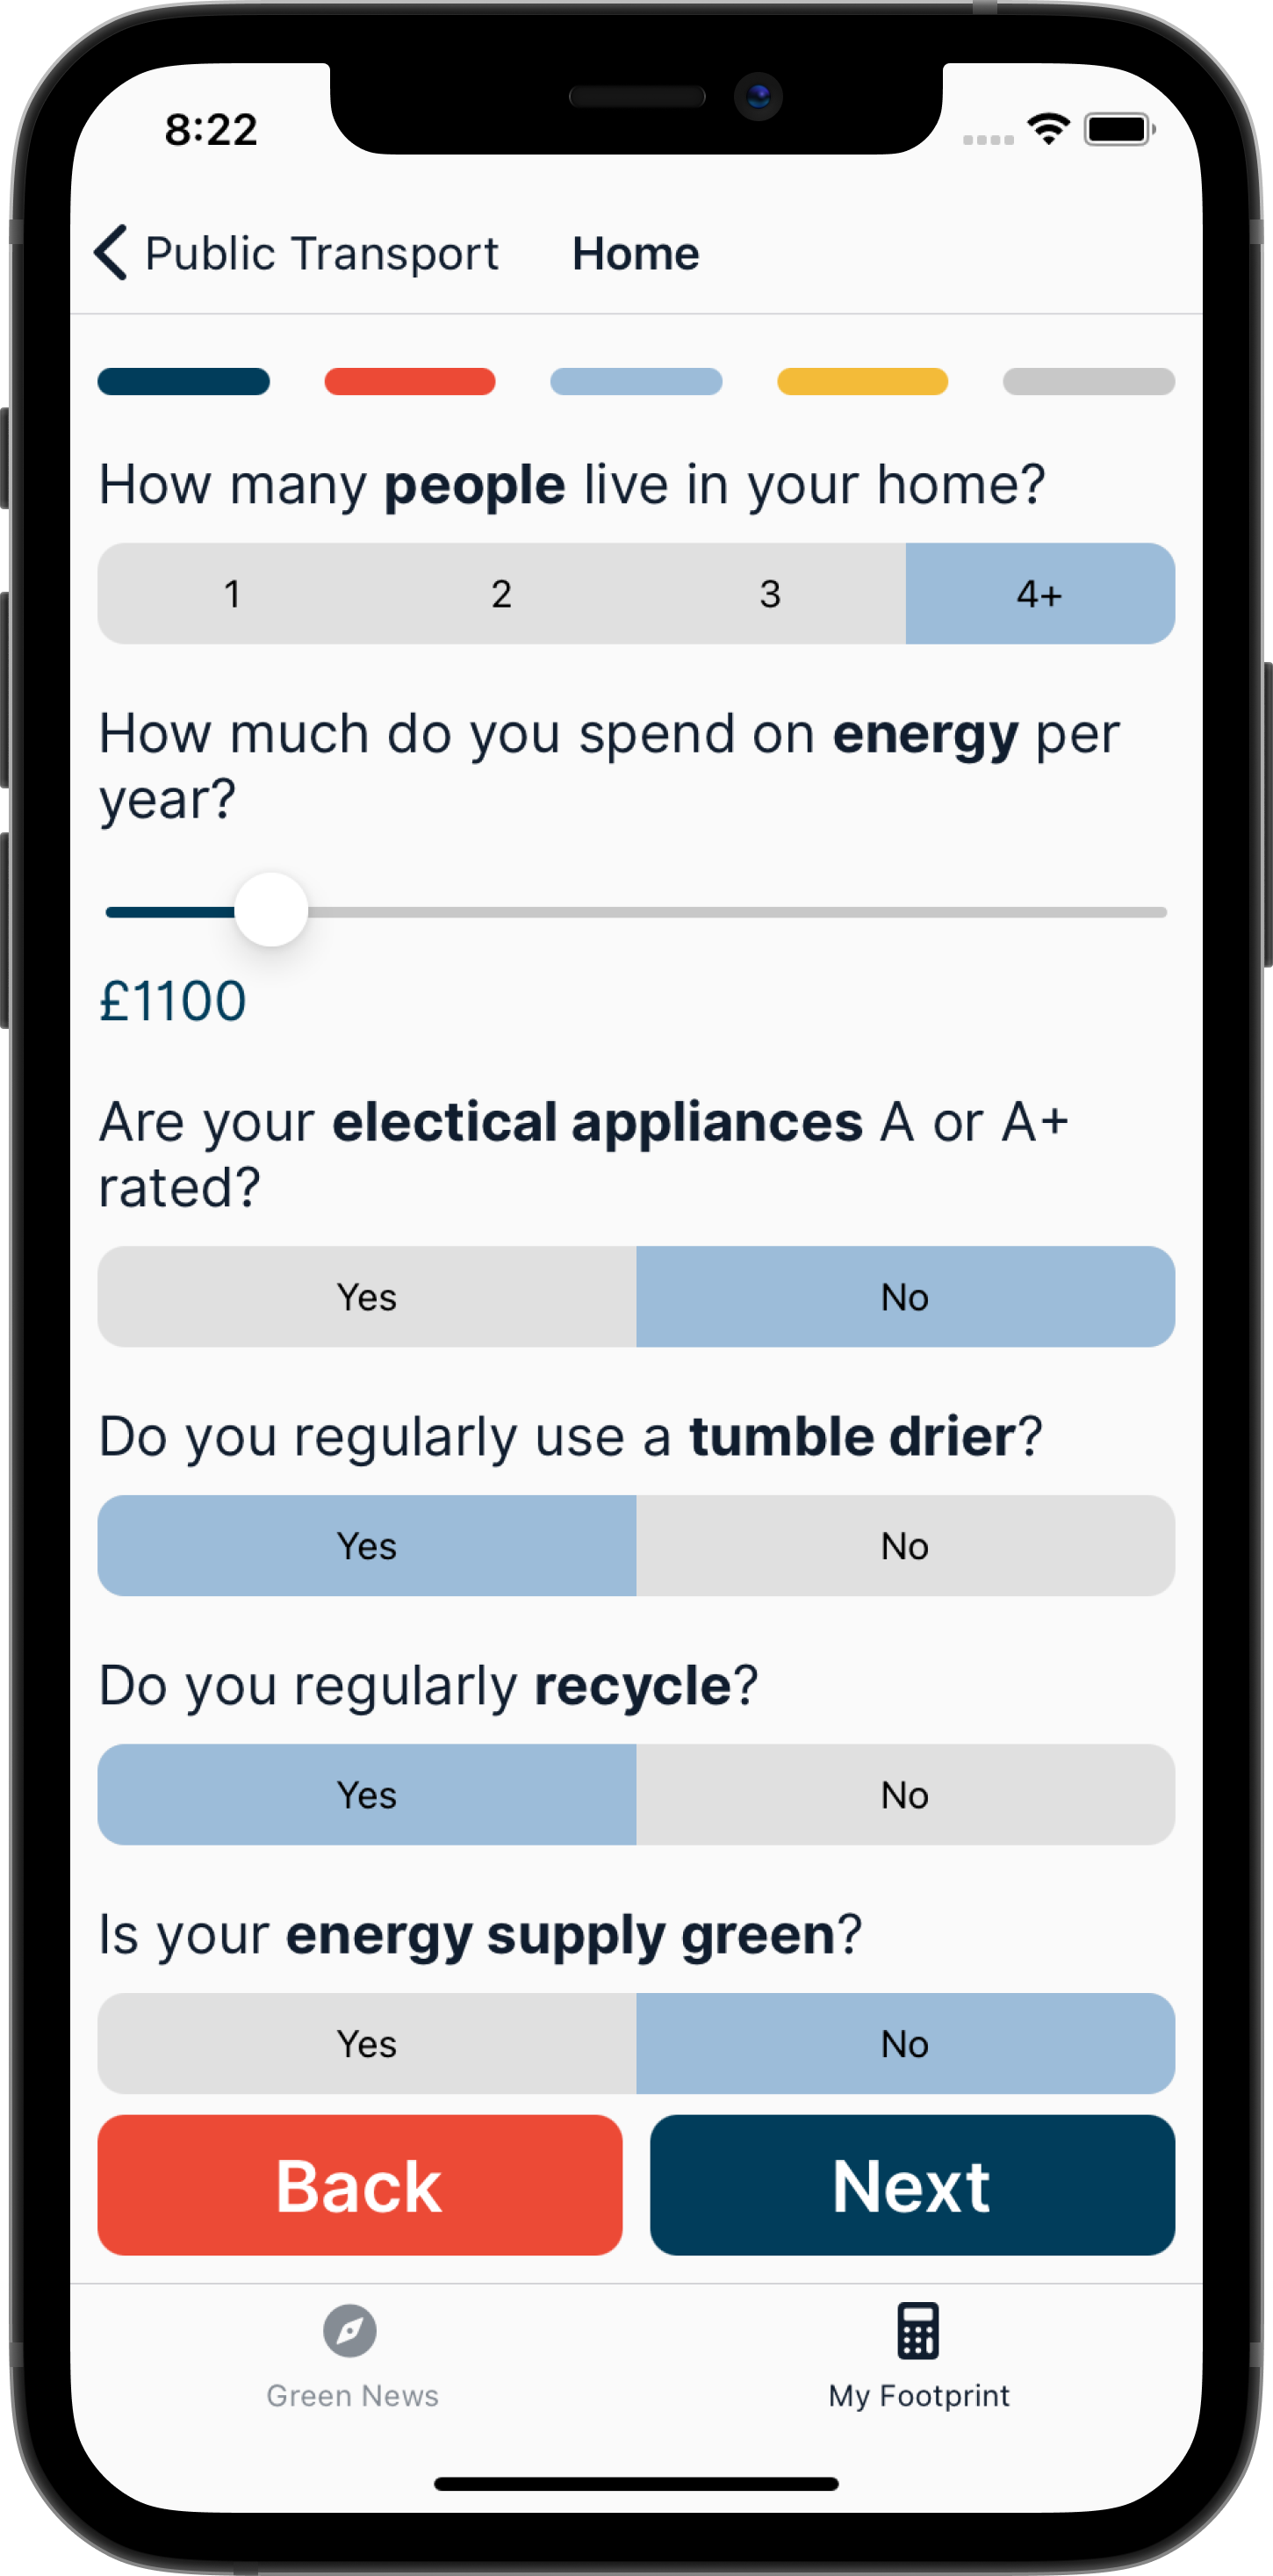 8:22
Public Transport Home
How many people live in your home?
1 2 3 4+
How much do you spend on energy per
year?
£1100
Are your electical appliances A or A+
rated?
Yes No
Do you regularly use a tumble drier?
Yes No
Do you regularly recycle?
Yes No
Is your energy supply green?
Yes No
Back Next
Green News My Footprint